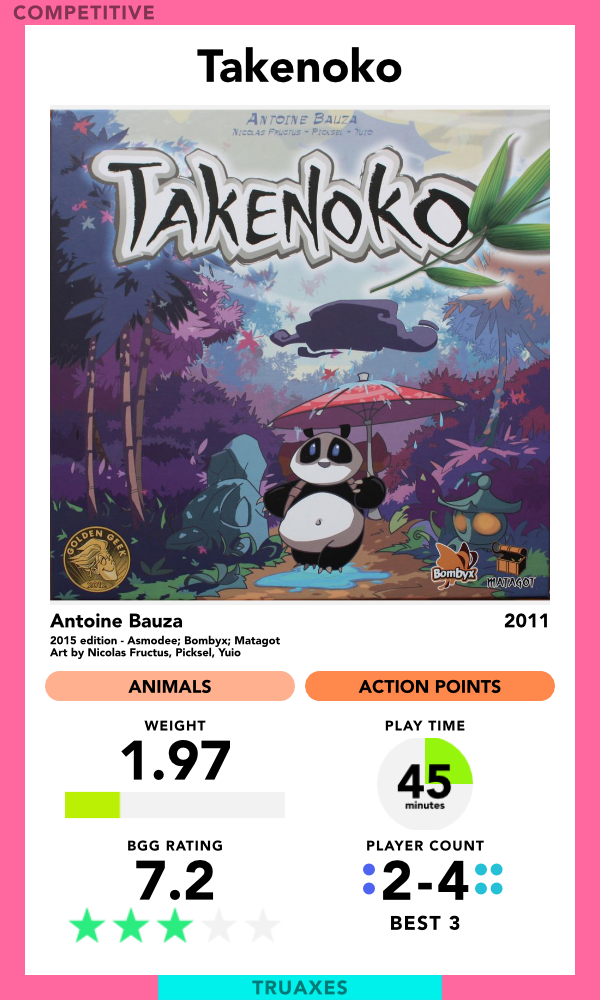 COMPETITIVE
Takenoko
ANTOINE BAUZA
NICOLAS FRUCTUS - PICKSEL - YUIO
TAKENOKO
GOLDEN GEEK
Bombyx
MATAGOT
Antoine Bauza
2011
2015 edition - Asmodee; Bombyx; Matagot
Art by Nicolas Fructus, Picksel, Yuio
ANIMALS
ACTION POINTS
WEIGHT
1.97
PLAY TIME
45
minutes
BGG RATING
7.2
PLAYER COUNT
2-4
BEST 3
TRUAXES